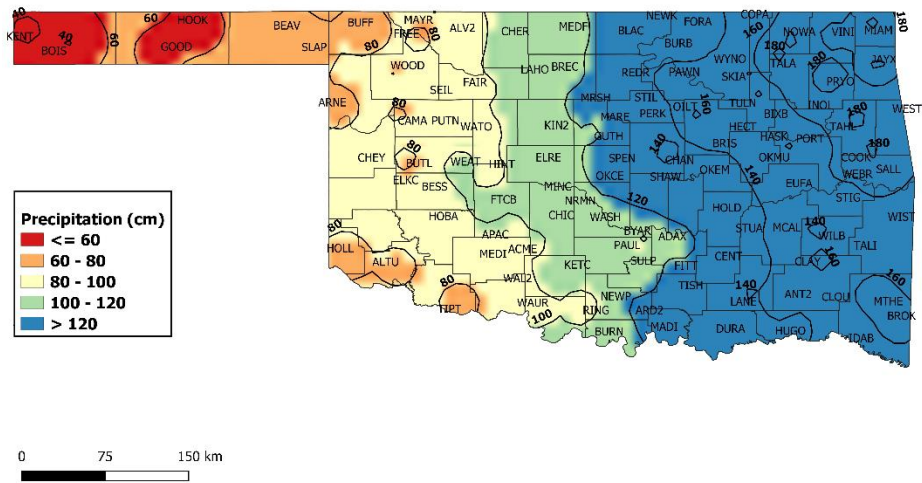 40 60 HOOK MAYR NEWK COPA 180
KENT 40 BOIS 60 GOOD BEAV SLAP BUFF 80 FREE 80 ALV2 CHER MEDF BLAC FORA BURB 160 NOWA VINI MIAM
WOOD FAIR LAHO BREC REDR PAWN WYNO SKIA 180 TALA 180 PRYO JAYX
ARNE SEIL MRSH STIL OILT 160 TULN INOL WEST
80 CAMA PUTN WATO KIN2 MARE PERK HECT BIXB 180 TAHL
80 GUTH 140 BRIS HASK PORT 180
CHEY BUTL WEAT HINT ELRE SPEN CHAN OKMU COOK
ELKC BESS OKCE SHAW OKEM 140 WEBR SALL
MINC EUFA STIG
Precipitation (cm)
<= 60
60 - 80
80 - 100
100 - 120
> 120
HOBA FTCB CHIC NRMN WASH 120 HOLD WIST
80 APAC BYAR ADAX STUA MCAL 140 WILB
HOLL ALTU MEDI ACME PAUL SULP FITT CENT CLAY 160 TALI
80 WAL2 KETC TISH 140 160
TIPT WAUR NEWP LANE ANT2 CLOU MTHE
100 RING ARD2 BROK
BURN MADI DURA HUGO IDAB
0 75 150 km